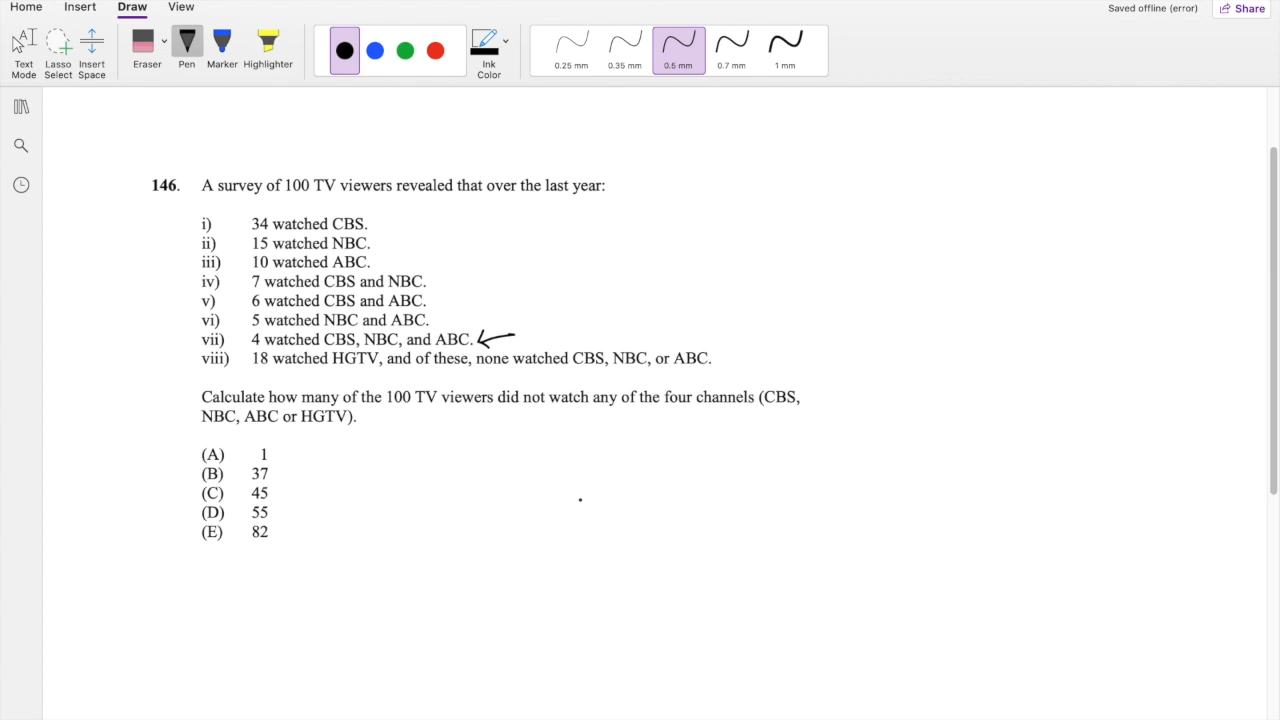 Home Insert Draw View Saved offline (error) Share
Text Mode Lasso Select Insert Space Eraser Pen Marker Highlighter Ink Color 0.25 mm 0.35 mm 0.5 mm 0.7 mm 1 mm
146. A survey of 100 TV viewers revealed that over the last year:
i) 34 watched CBS.
ii) 15 watched NBC.
iii) 10 watched ABC.
iv) 7 watched CBS and NBC.
v) 6 watched CBS and ABC.
vi) 5 watched NBC and ABC.
vii) 4 watched CBS, NBC, and ABC.
viii) 18 watched HGTV, and of these, none watched CBS, NBC, or ABC.
Calculate how many of the 100 TV viewers did not watch any of the four channels (CBS,
NBC, ABC or HGTV).
(A) 1
(B) 37
(C) 45
(D) 55
(E) 82